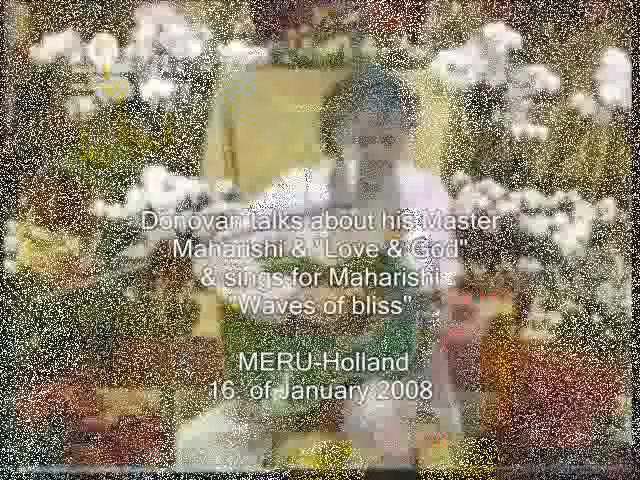 Donovan talks about his Master
Maharishi & "Love & God"
& sings for Maharishi
"Waves of bliss"
MERU-Holland
16. of January 2008